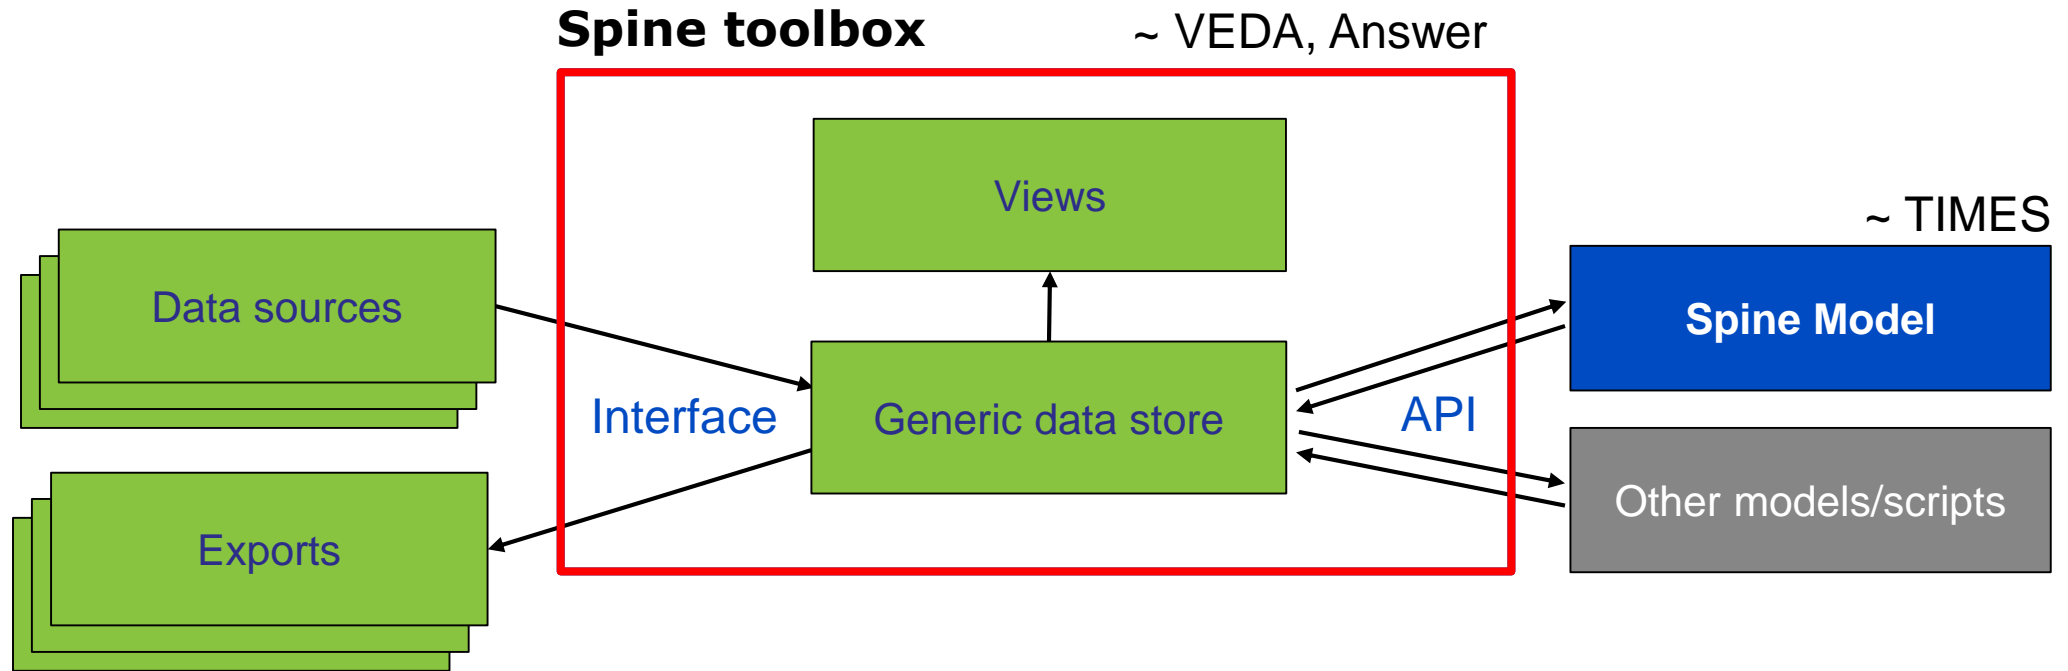 Spine toolbox
~ VEDA, Answer
Views
~ TIMES
Data sources
Spine Model
Interface
Generic data store
API
Other models/scripts
Exports